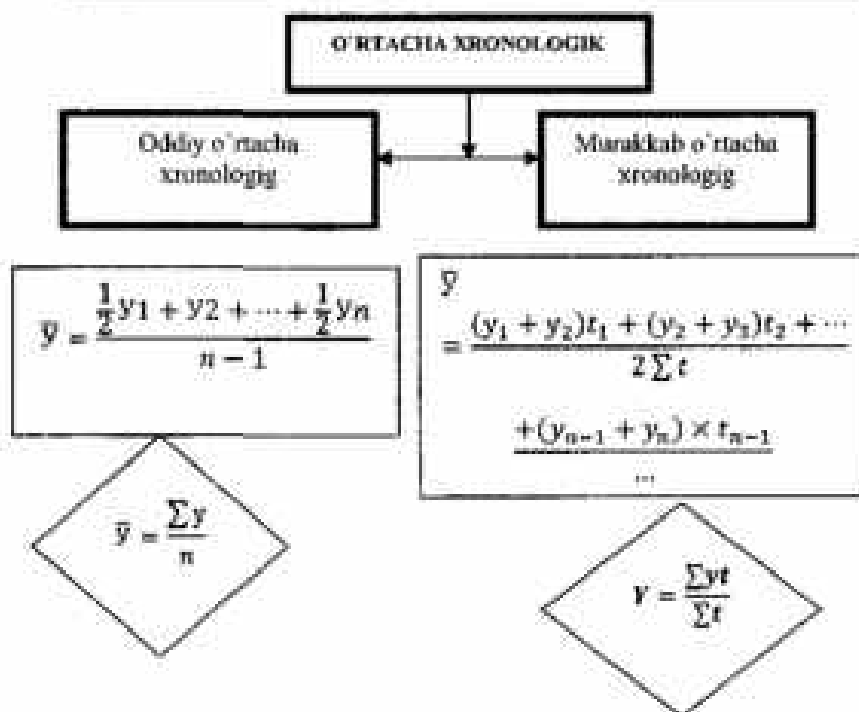 O`RTACHA XRONOLOGIK
Oddiy o`rtacha
xronologig
Murakkab o`rtacha
xronologig
ȳ = (½y1 + y2 + ⋯ + ½yn) / (n − 1)
ȳ
= ((y₁ + y₂)t₁ + (y₂ + y₃)t₂ + ⋯) / (2 ∑ t)
+(yₙ₋₁ + yₙ) × tₙ₋₁
...
ȳ = ∑y / n
Y = ∑yt / ∑t